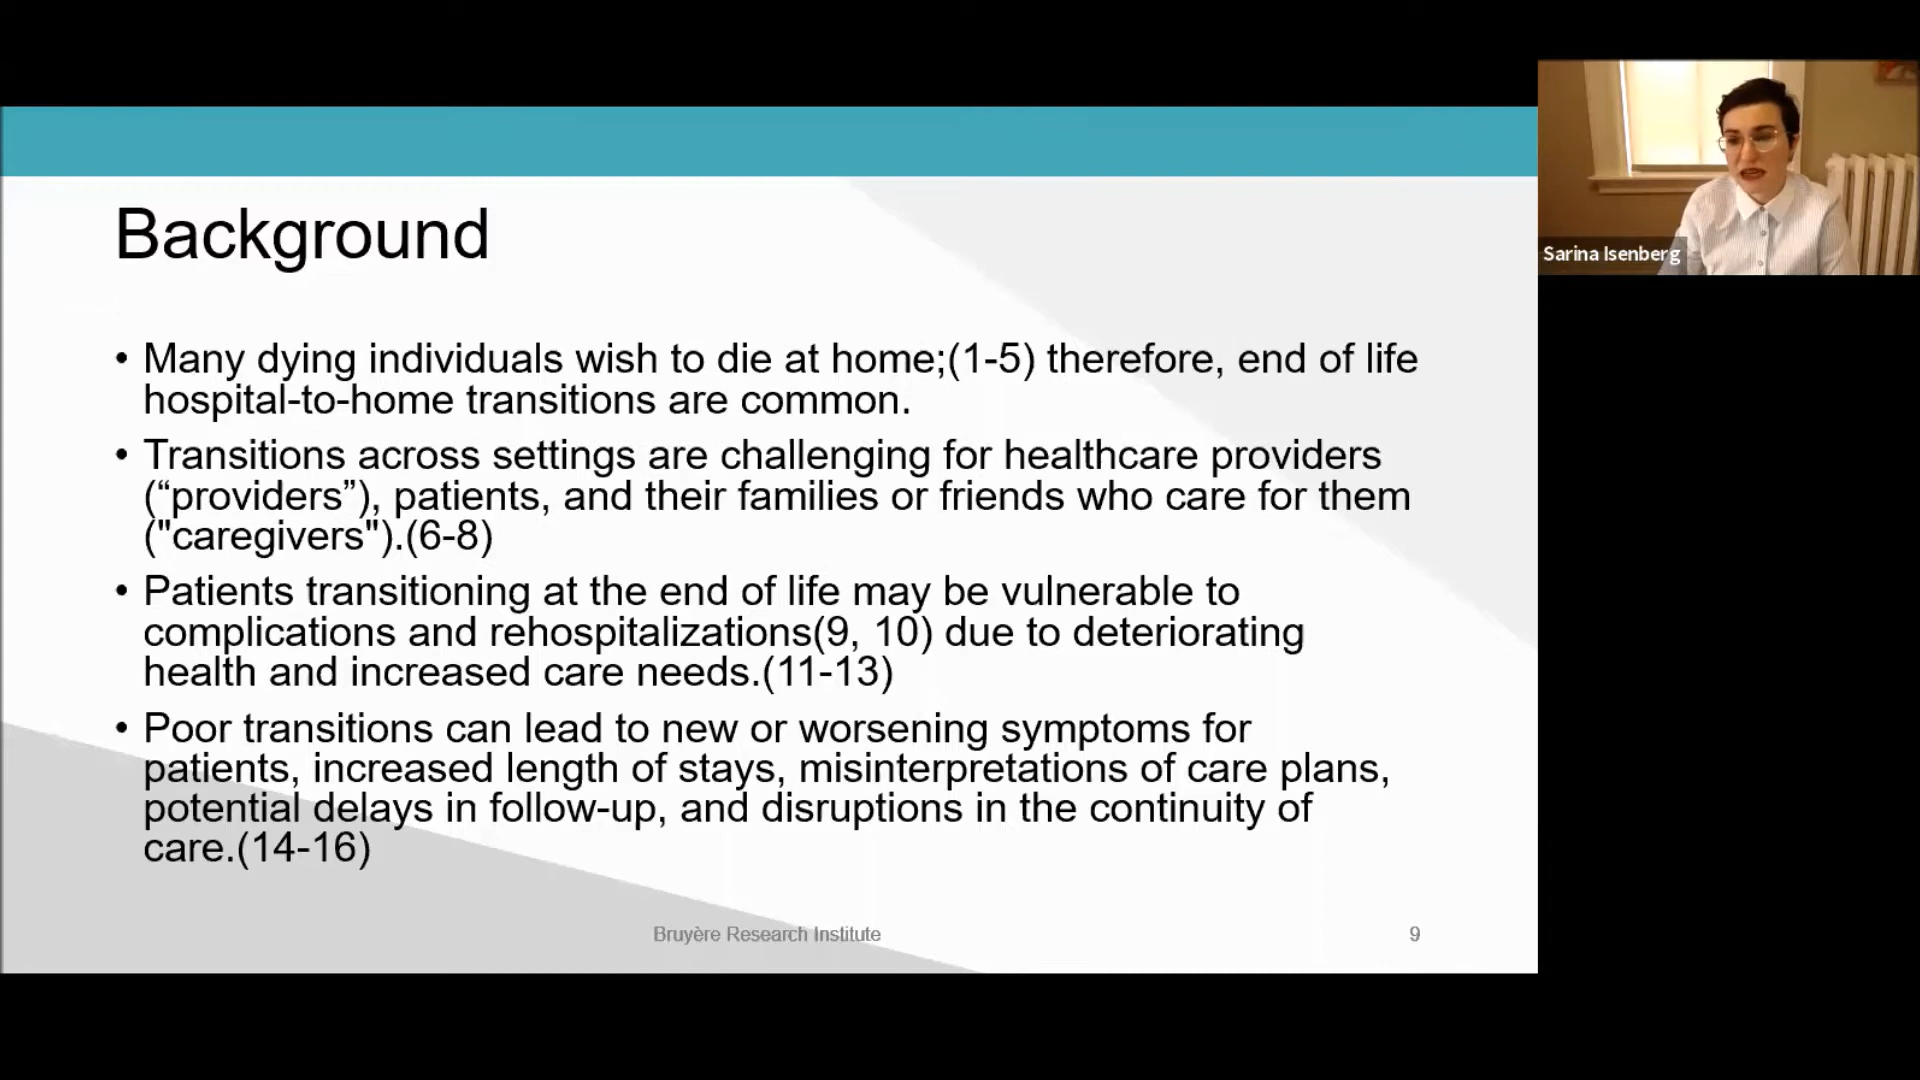 Background
• Many dying individuals wish to die at home;(1-5) therefore, end of life
hospital-to-home transitions are common.
• Transitions across settings are challenging for healthcare providers
(“providers”), patients, and their families or friends who care for them
("caregivers").(6-8)
• Patients transitioning at the end of life may be vulnerable to
complications and rehospitalizations(9, 10) due to deteriorating
health and increased care needs.(11-13)
• Poor transitions can lead to new or worsening symptoms for
patients, increased length of stays, misinterpretations of care plans,
potential delays in follow-up, and disruptions in the continuity of
care.(14-16)
Bruyère Research Institute
9
Sarina Isenberg